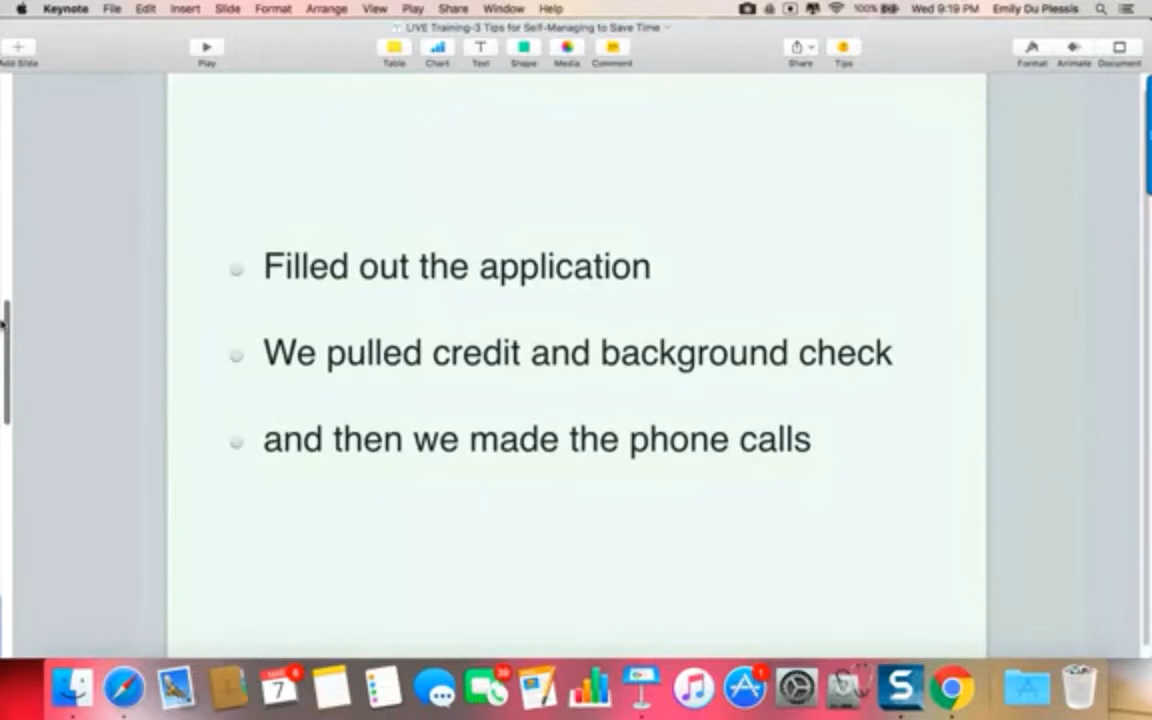 Keynote File Edit Insert Slide Format Arrange View Play Share Window Help 100% Wed 9:19 PM Emily Du Plessis
LIVE Training-3 Tips for Self-Managing to Save Time
Add Slide Play Table Chart Text Shape Media Comment Share Tips Format Animate Document
Filled out the application
We pulled credit and background check
and then we made the phone calls
7
S